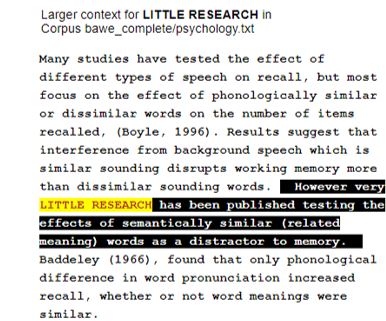 Larger context for LITTLE RESEARCH in
Corpus bawe_complete/psychology.txt
Many studies have tested the effect of
different types of speech on recall, but most
focus on the effect of phonologically similar
or dissimilar words on the number of items
recalled, (Boyle, 1996). Results suggest that
interference from background speech which is
similar sounding disrupts working memory more
than dissimilar sounding words. However very
LITTLE RESEARCH has been published testing the
effects of semantically similar (related
meaning) words as a distractor to memory.
Baddeley (1966), found that only phonological
difference in word pronunciation increased
recall, whether or not word meanings were
similar.